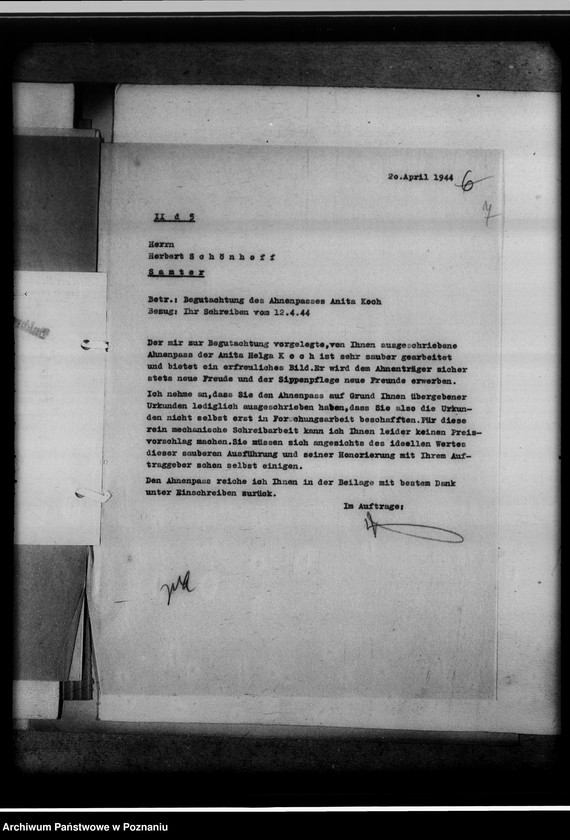 20.April 1944
6
7
II d 5
Herrn
Herbert S c h ö n h o f f
S a m t e r
Betr.: Begutachtung des Ahnenpasses Anita Koch
Bezug: Ihr Schreiben vom 12.4.44
Der mir zur Begutachtung vorgelegte,von Ihnen ausgeschriebene
Ahnenpass der Anita Helga K o c h ist sehr sauber gearbeitet
und bietet ein erfreuliches Bild.Er wird dem Ahnenträger sicher
stets neue Freude und der Sippenpflege neue Freunde erwerben.
Ich nehme an,dass Sie den Ahnenpass auf Grund Ihnen übergebener
Urkunden lediglich ausgeschrieben haben,dass Sie also die Urkun-
den nicht selbst erst in Forschungsarbeit beschafften.Für diese
rein mechanische Schreibarbeit kann ich Ihnen leider keinen Preis-
vorschlag machen.Sie müssen sich angesichts des ideellen Wertes
dieser sauberen Ausführung und seiner Honorierung mit Ihrem Auf-
traggeber schon selbst einigen.
Den Ahnenpass reiche ich Ihnen in der Beilage mit bestem Dank
unter Einschreiben zurück.
Im Auftrage:
Archiwum Państwowe w Poznaniu